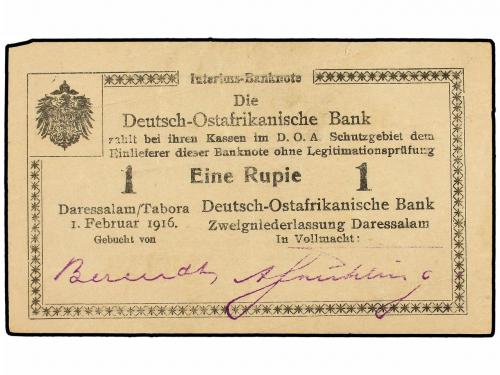 Interims-Banknote
Die
Deutsch-Ostafrikanische Bank
zahlt bei ihren Kassen im D. O. A. Schutzgebiet dem
Einlieferer dieser Banknote ohne Legitimationsprüfung
1 Eine Rupie 1
Daressalam/Tabora Deutsch-Ostafrikanische Bank
1. Februar 1916. Zweigniederlassung Daressalam
Gebucht von In Vollmacht:
Berendt